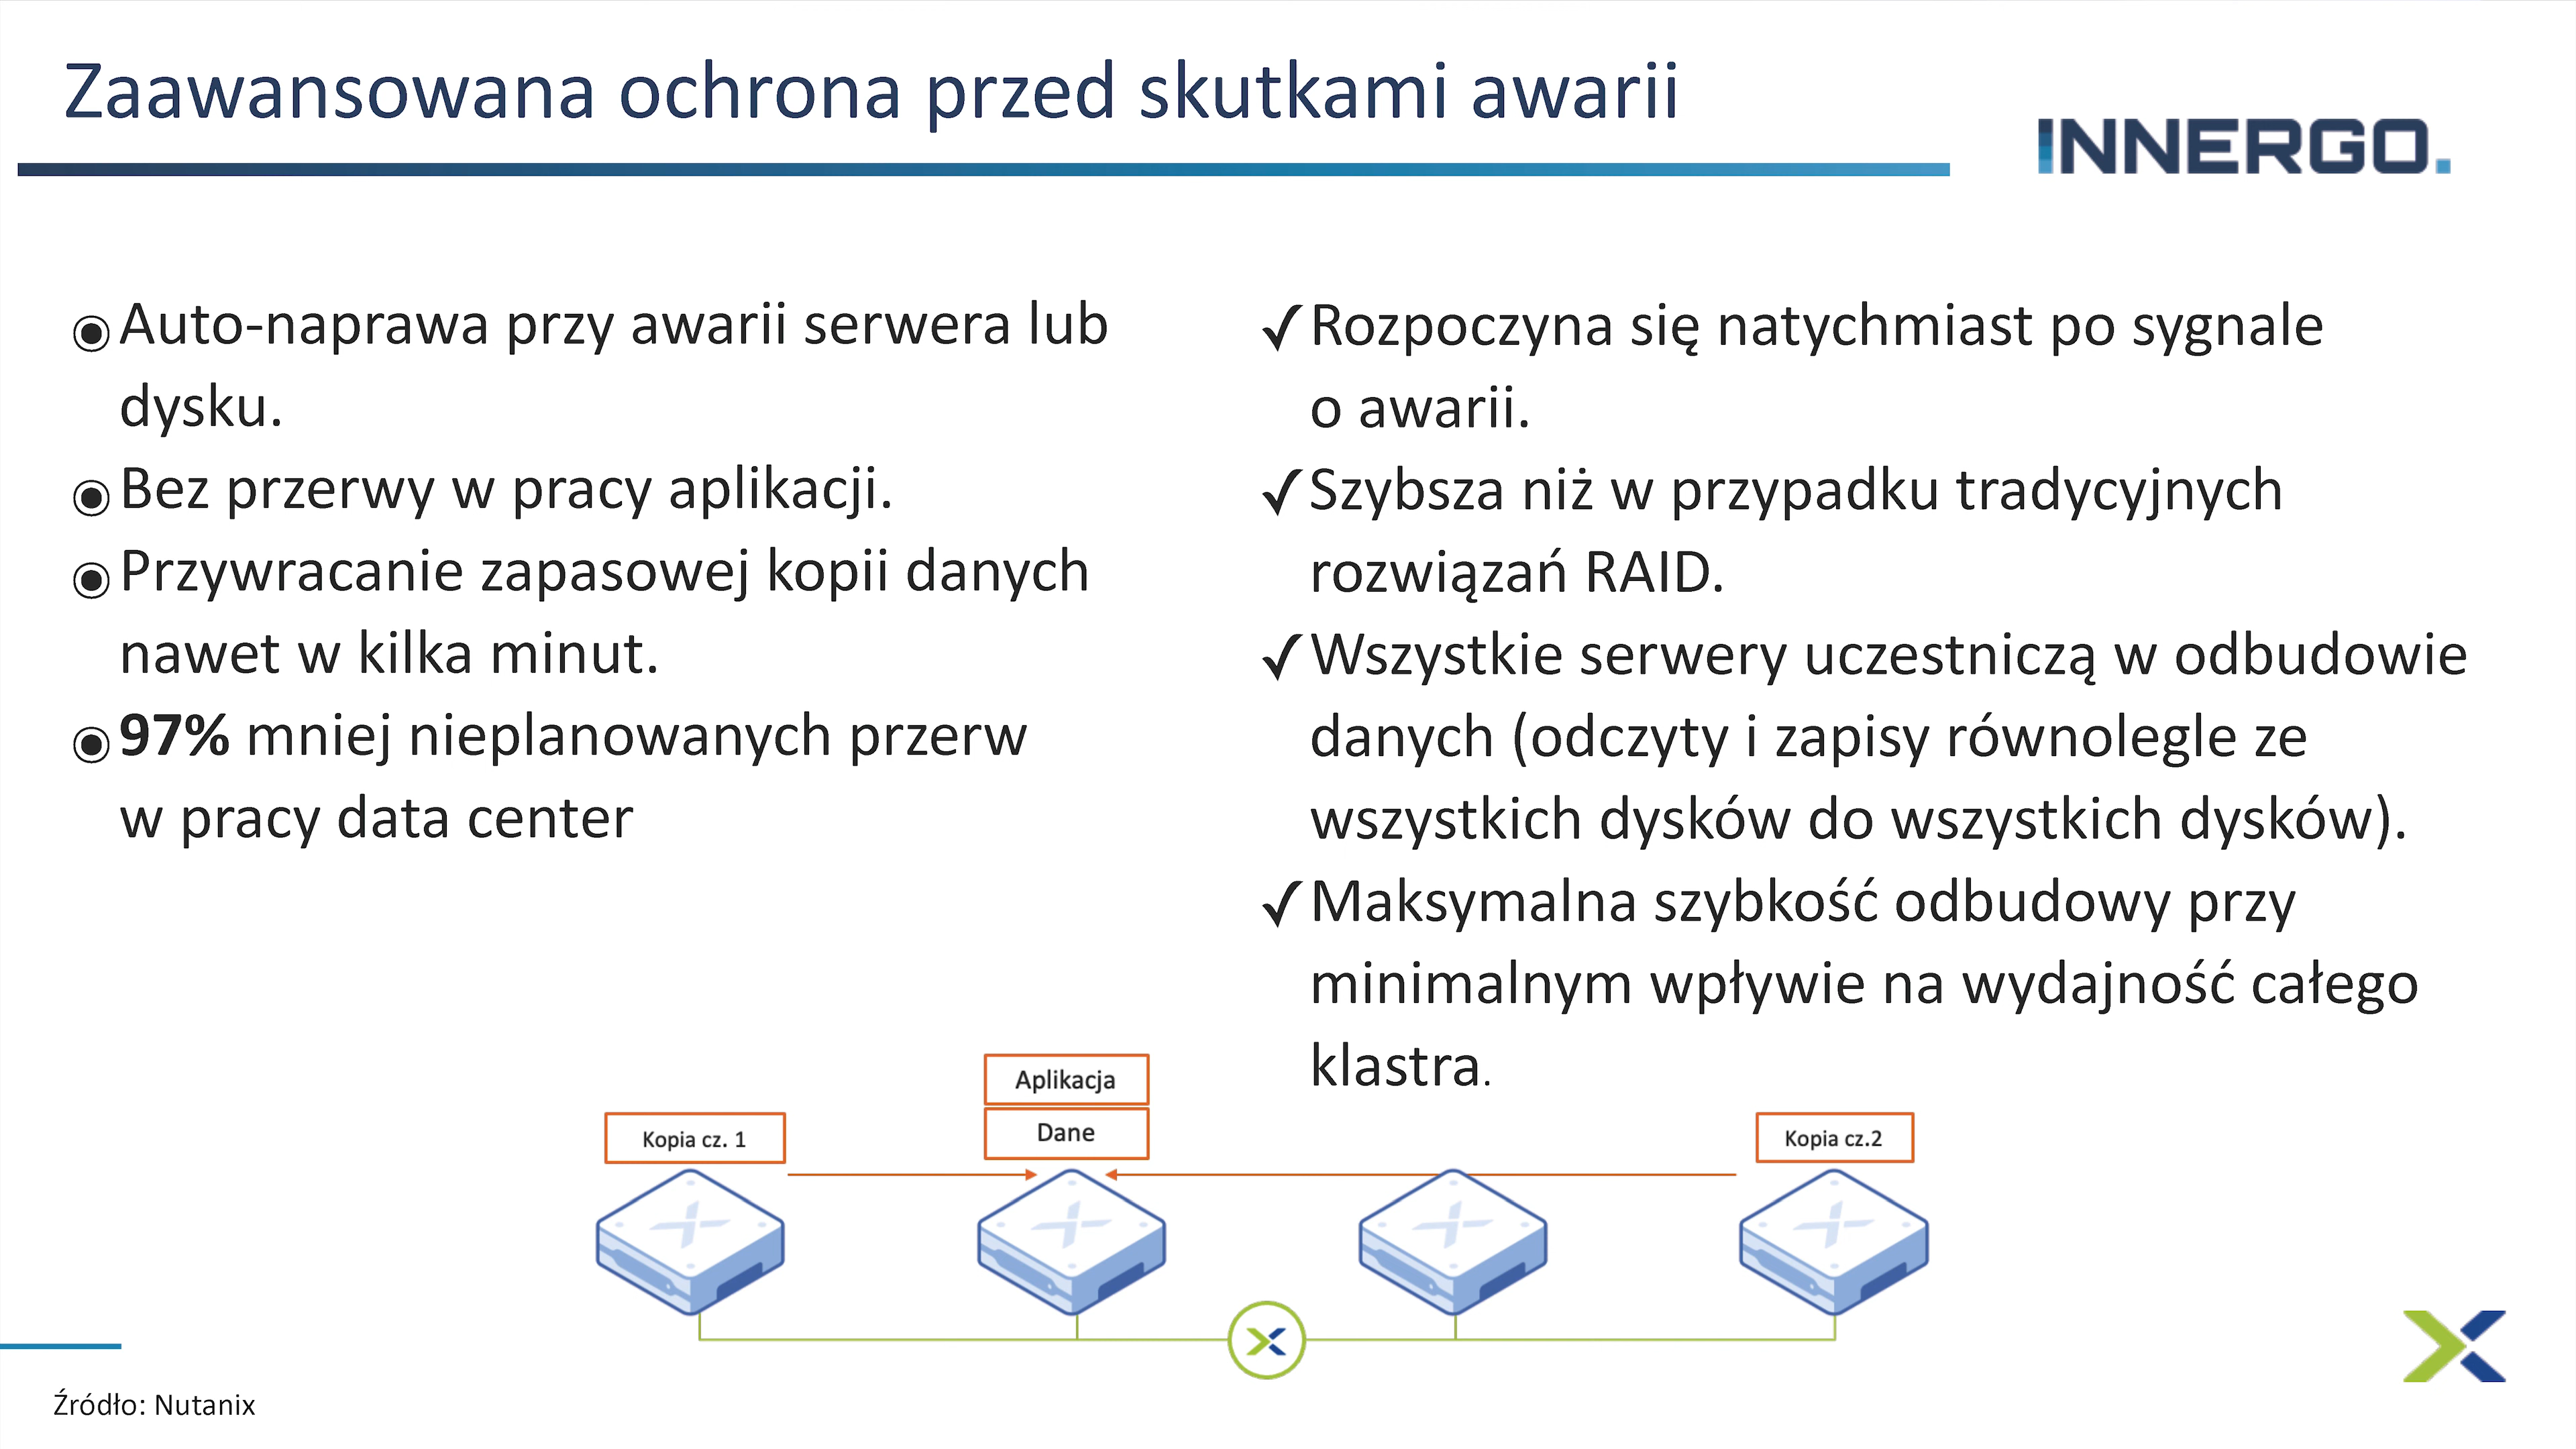 Zaawansowana ochrona przed skutkami awarii
INNERGO.
Auto-naprawa przy awarii serwera lub
dysku.
Bez przerwy w pracy aplikacji.
Przywracanie zapasowej kopii danych
nawet w kilka minut.
97% mniej nieplanowanych przerw
w pracy data center
Rozpoczyna się natychmiast po sygnale
o awarii.
Szybsza niż w przypadku tradycyjnych
rozwiązań RAID.
Wszystkie serwery uczestniczą w odbudowie
danych (odczyty i zapisy równolegle ze
wszystkich dysków do wszystkich dysków).
Maksymalna szybkość odbudowy przy
minimalnym wpływie na wydajność całego
klastra.
Kopia cz. 1
Aplikacja
Dane
Kopia cz.2
Źródło: Nutanix